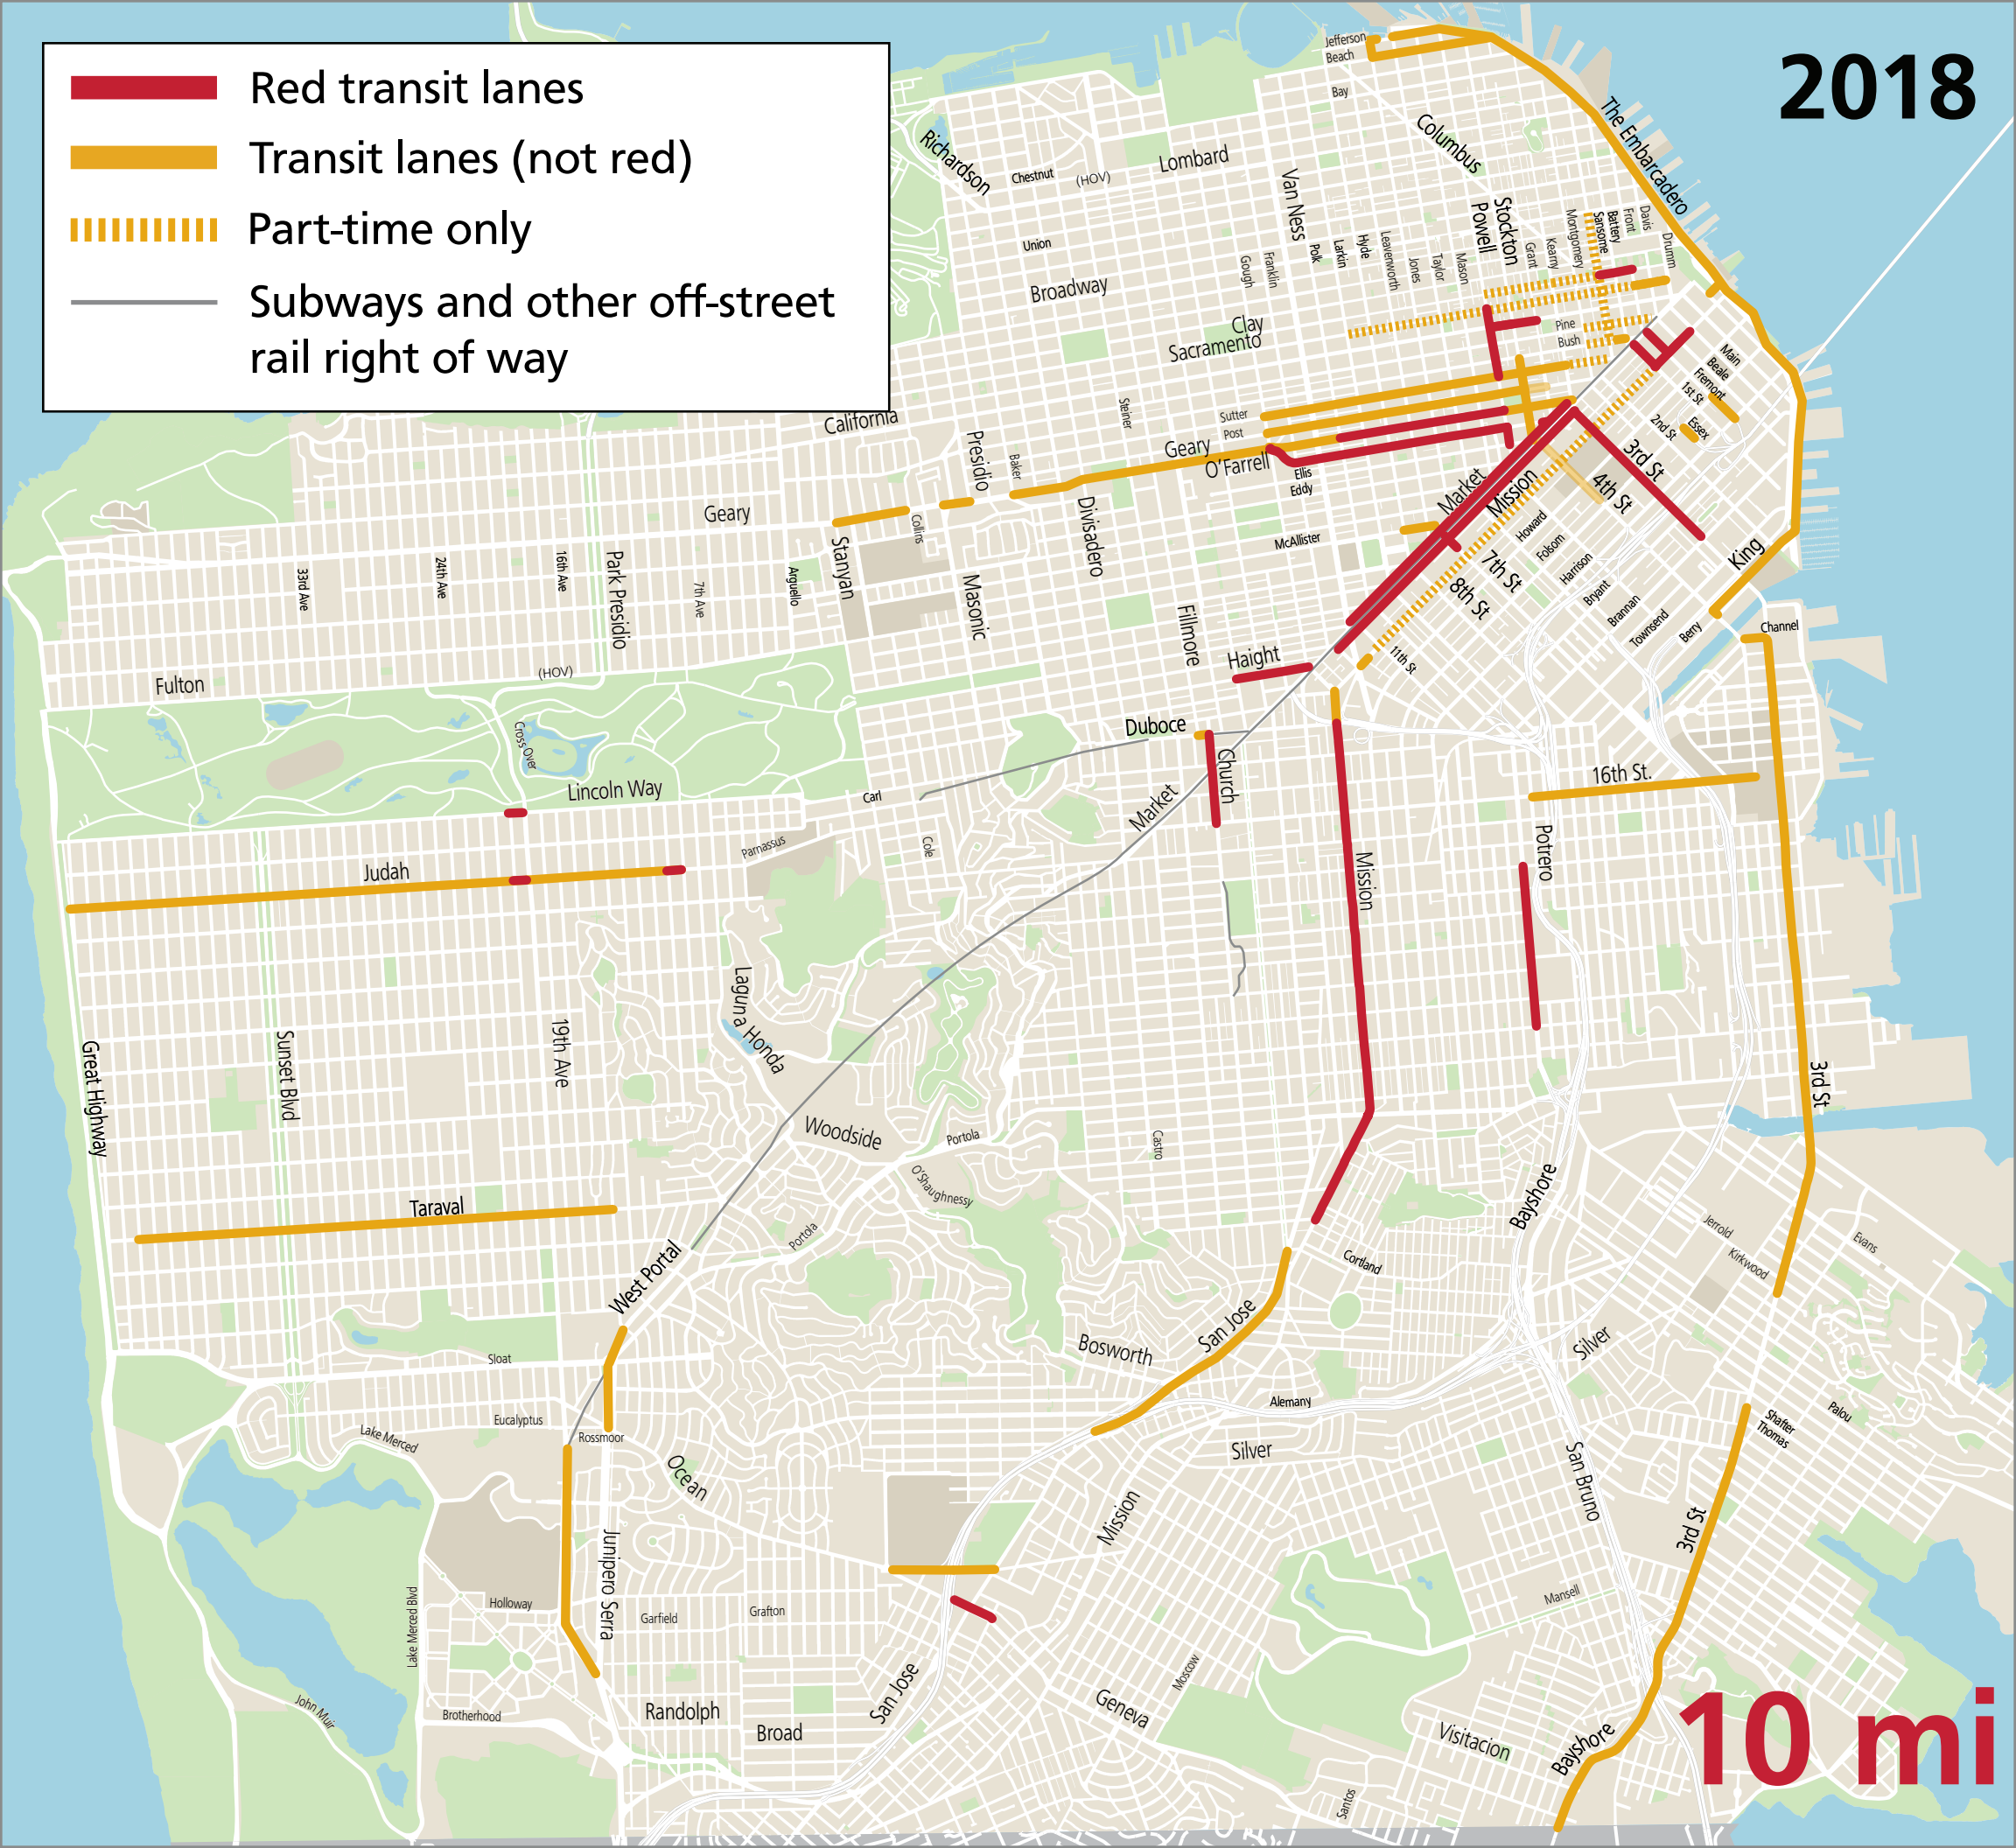 Red transit lanes
Transit lanes (not red)
Part-time only
Subways and other off-street
rail right of way
2018
Jefferson
Beach
Bay
Columbus
The Embarcadero
Richardson
Chestnut
(HOV)
Lombard
Van Ness
Union
Broadway
Gough
Franklin
Polk
Larkin
Hyde
Leavenworth
Jones
Taylor
Mason
Powell
Stockton
Grant
Kearny
Montgomery
Sansome
Battery
Front
Davis
Drumm
Clay
Sacramento
Pine
Bush
Main
Beale
Fremont
1st St
Essex
2nd St
California
Presidio
Baker
Steiner
Sutter
Post
Geary
O'Farrell
Ellis
Eddy
Market
Mission
3rd St
4th St
Geary
Stanyan
Collins
Masonic
Divisadero
McAllister
Howard
Folsom
Harrison
Bryant
Brannan
Townsend
Berry
King
Channel
7th St
8th St
11th St
33rd Ave
24th Ave
16th Ave
Park Presidio
7th Ave
Arguello
Fillmore
Haight
Fulton
(HOV)
Cross Over
Lincoln Way
Duboce
Church
Market
Carl
Cole
Parnassus
Judah
Mission
Potrero
16th St.
Laguna Honda
19th Ave
Sunset Blvd
Great Highway
Woodside
Portola
O'Shaughnessy
Castro
3rd St
Taraval
West Portal
Portola
Bayshore
Cortland
Jerrold
Kirkwood
Evans
San Jose
Bosworth
Silver
Sloat
Eucalyptus
Rossmoor
Lake Merced
Ocean
Alemany
Silver
San Bruno
Shafter
Thomas
Palou
Mission
3rd St
Junipero Serra
Holloway
Garfield
Grafton
Lake Merced Blvd
Mansell
Moscow
San Jose
Geneva
Randolph
Broad
Brotherhood
John Muir
Visitacion
Bayshore
Santos
10 mi